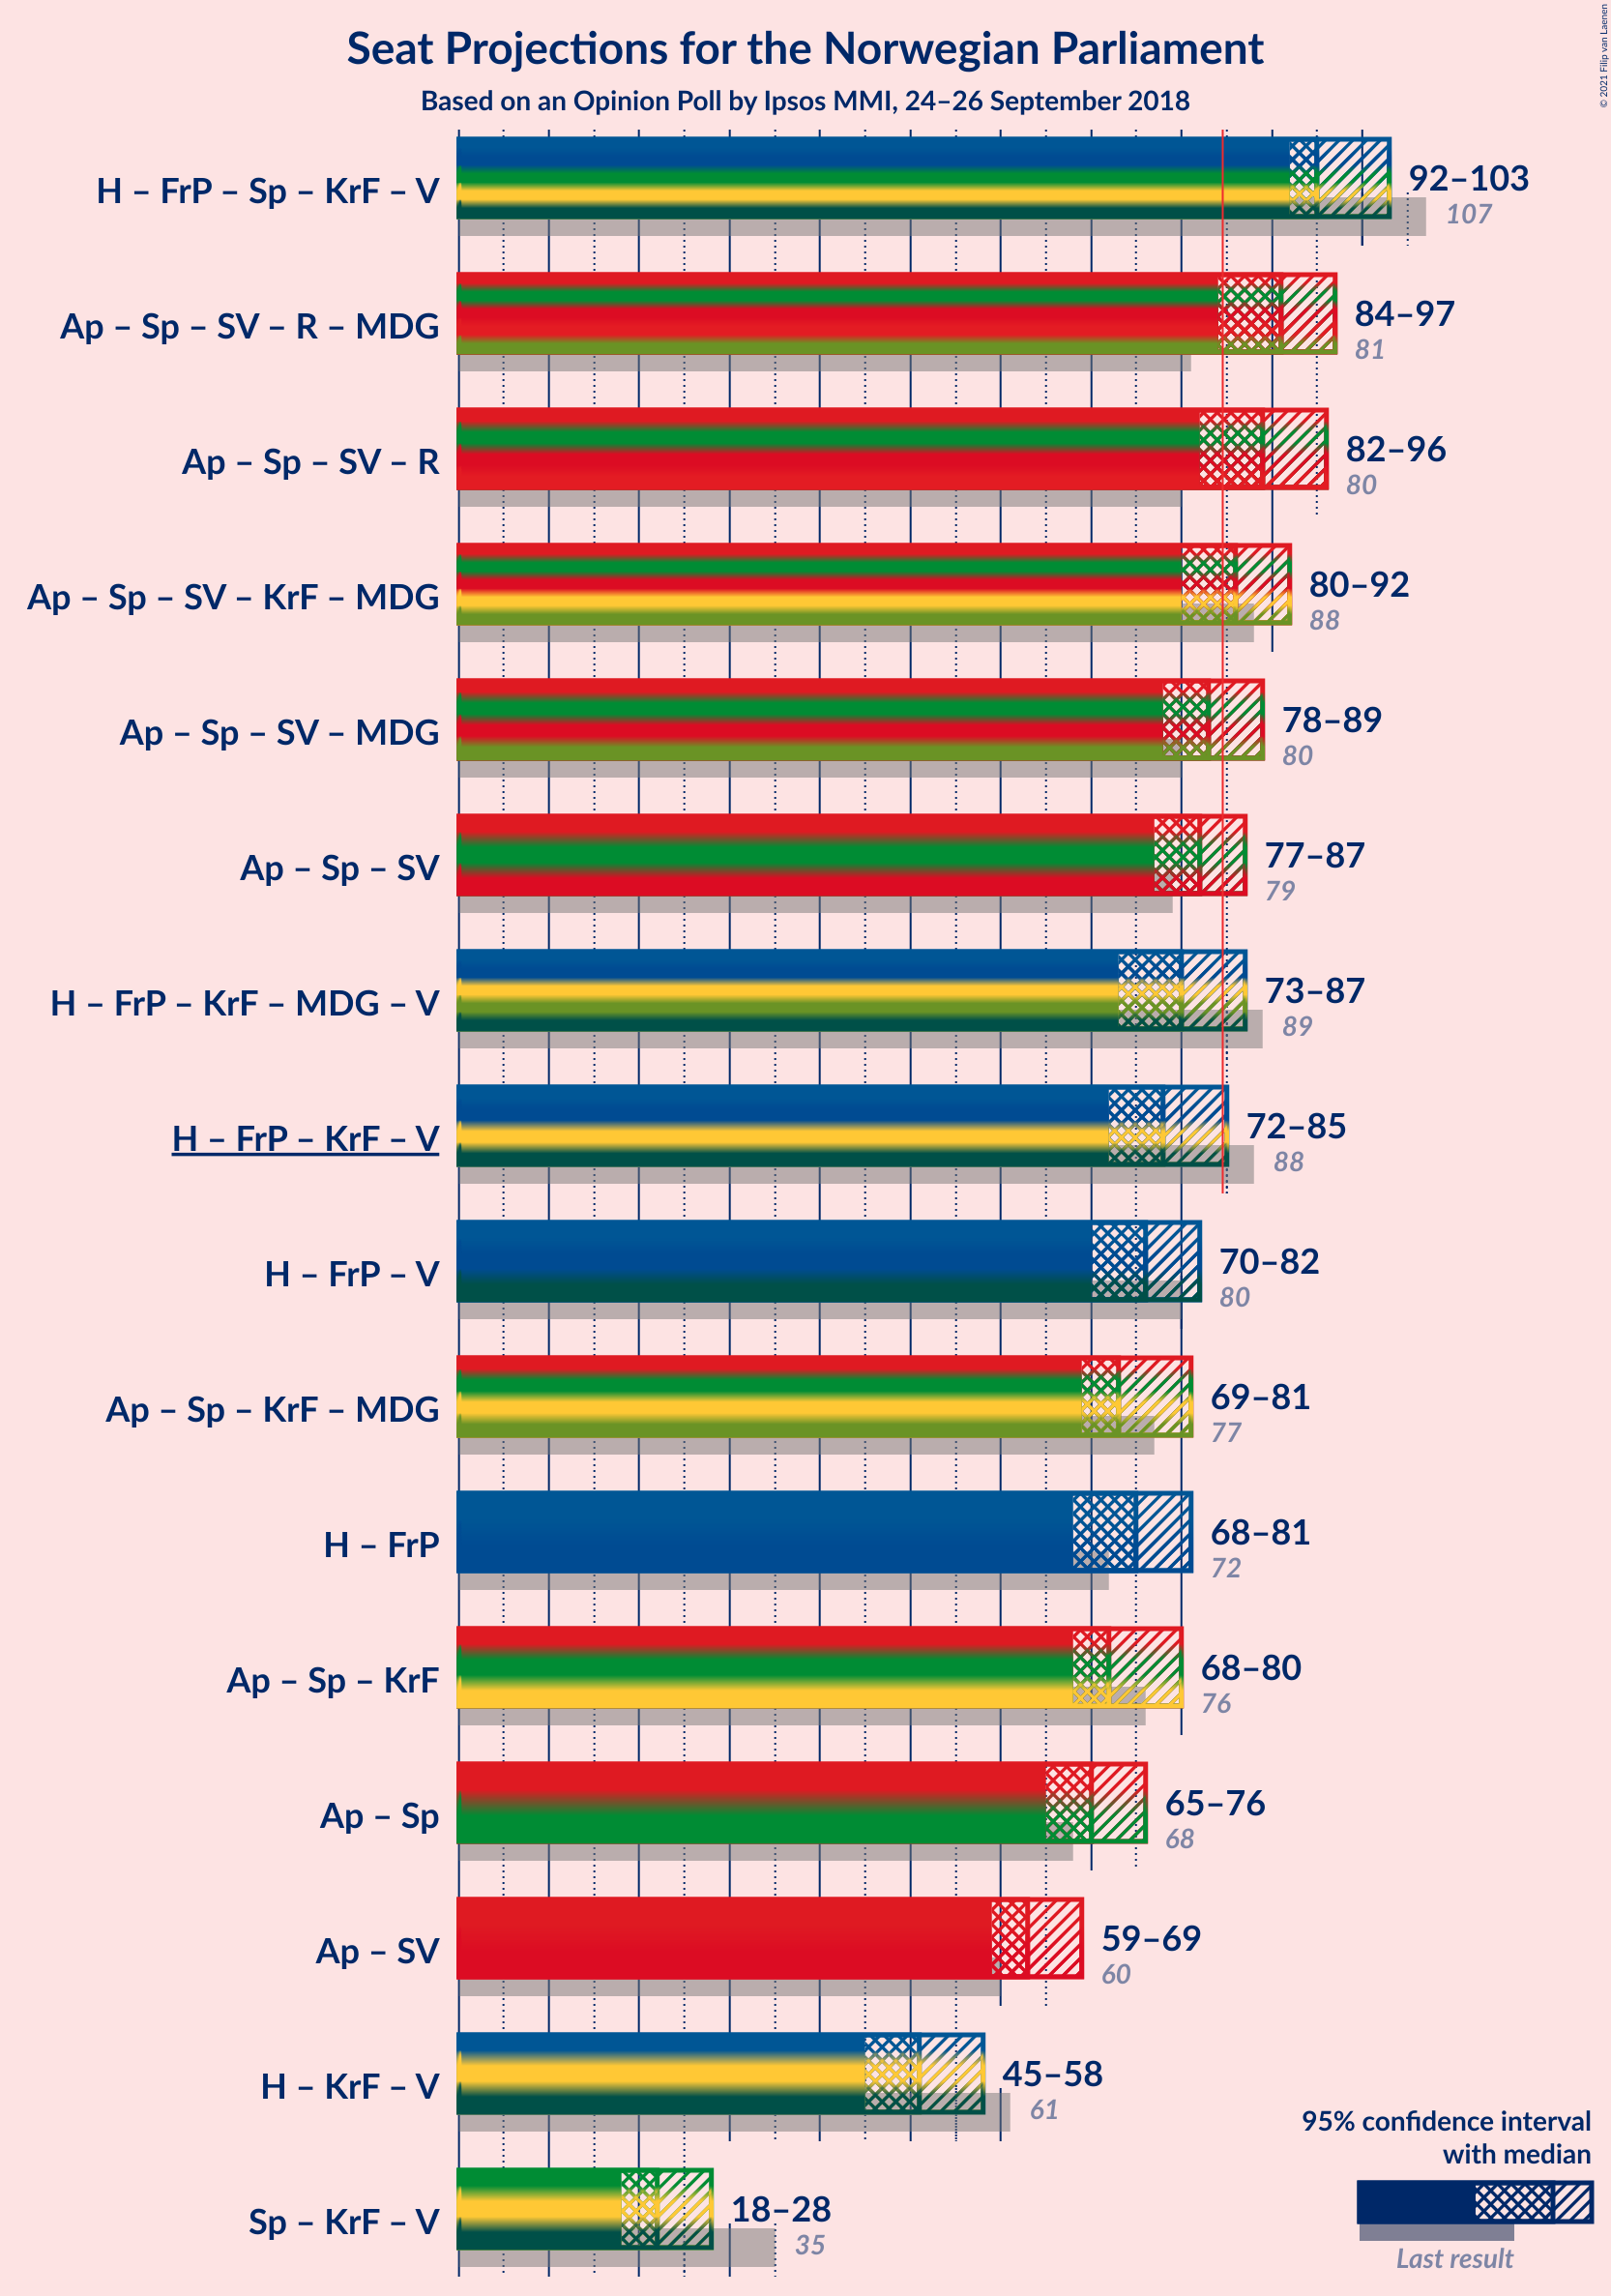 Seat Projections for the Norwegian Parliament
Based on an Opinion Poll by Ipsos MMI, 24–26 September 2018
© 2021 Filip van Laenen
H – FrP – Sp – KrF – V
92–103
107
Ap – Sp – SV – R – MDG
84–97
81
Ap – Sp – SV – R
82–96
80
Ap – Sp – SV – KrF – MDG
80–92
88
Ap – Sp – SV – MDG
78–89
80
Ap – Sp – SV
77–87
79
H – FrP – KrF – MDG – V
73–87
89
H – FrP – KrF – V
72–85
88
H – FrP – V
70–82
80
Ap – Sp – KrF – MDG
69–81
77
H – FrP
68–81
72
Ap – Sp – KrF
68–80
76
Ap – Sp
65–76
68
Ap – SV
59–69
60
H – KrF – V
45–58
61
Sp – KrF – V
18–28
35
95% confidence interval
with median
Last result